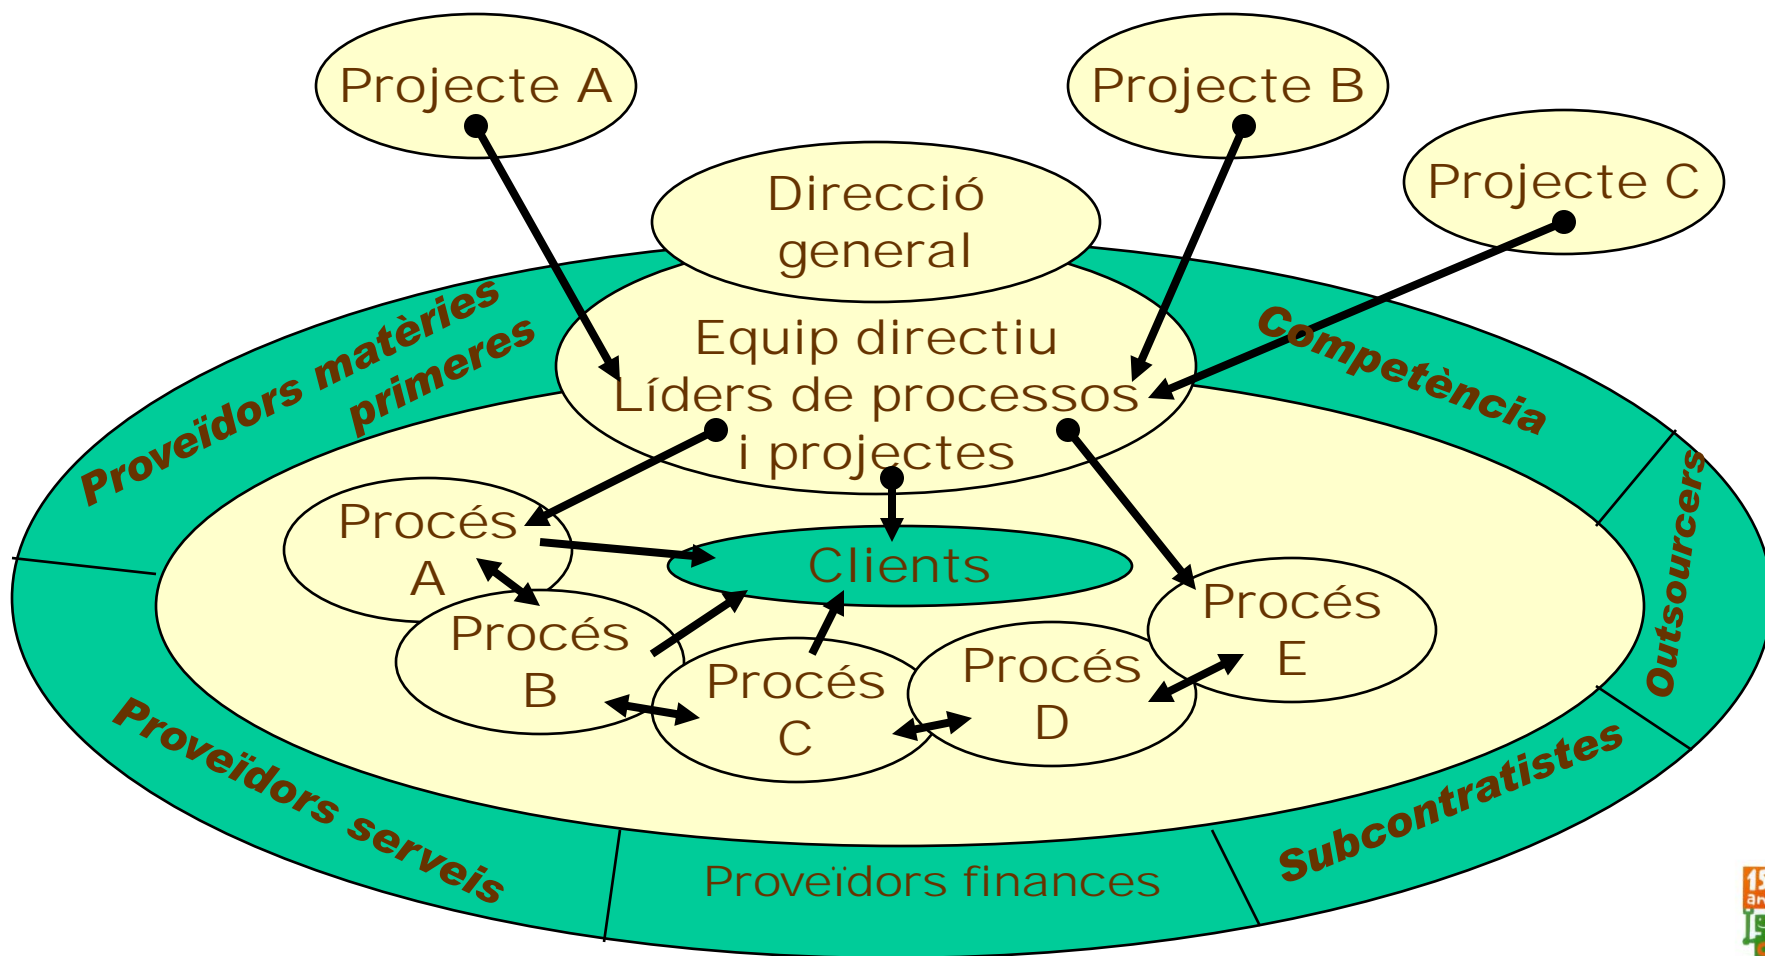 Projecte A
Projecte B
Projecte C
Direcció
general
Equip directiu
Líders de processos
i projectes
Proveïdors matèries
primeres
Competència
Outsourcers
Subcontratistes
Proveïdors finances
Proveïdors serveis
Clients
Procés
A
Procés
B
Procés
C
Procés
D
Procés
E